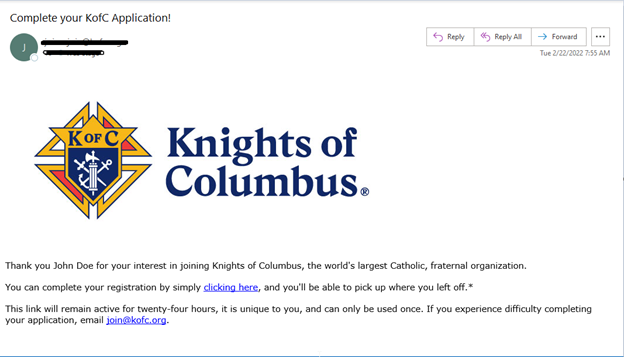 Complete your KofC Application!
J
Reply
Reply All
Forward
...
Tue 2/22/2022 7:55 AM
K OF C
Knights of
Columbus®
Thank you John Doe for your interest in joining Knights of Columbus, the world's largest Catholic, fraternal organization.
You can complete your registration by simply clicking here, and you'll be able to pick up where you left off.*
This link will remain active for twenty-four hours, it is unique to you, and can only be used once. If you experience difficulty completing
your application, email join@kofc.org.